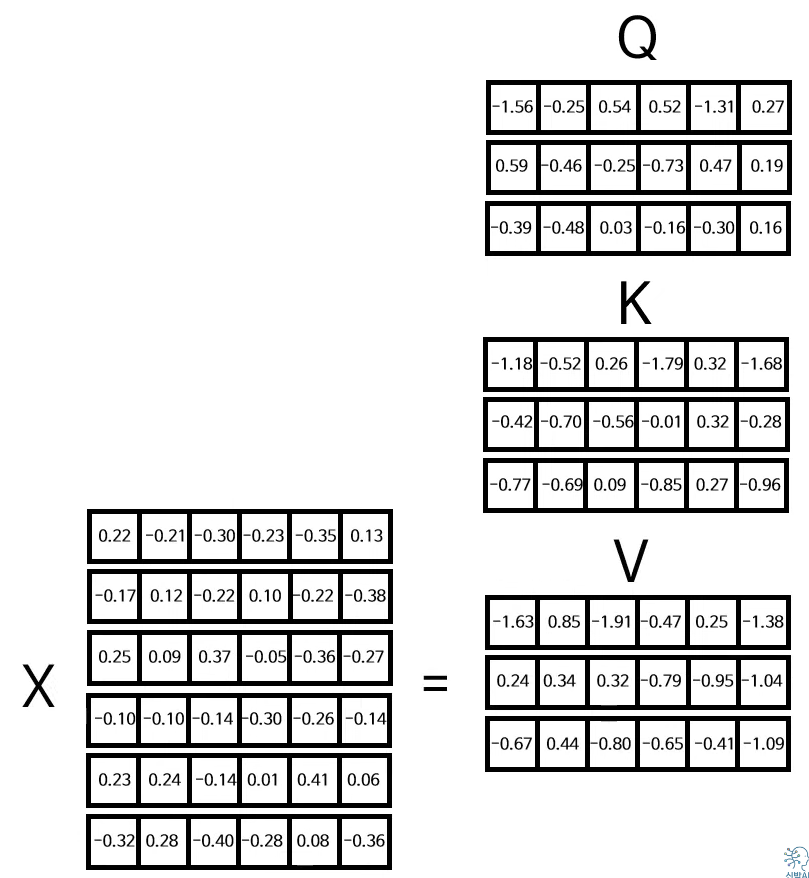 Q
-1.56 -0.25 0.54 0.52 -1.31 0.27
0.59 -0.46 -0.25 -0.73 0.47 0.19
-0.39 -0.48 0.03 -0.16 -0.30 0.16
K
-1.18 -0.52 0.26 -1.79 0.32 -1.68
-0.42 -0.70 -0.56 -0.01 0.32 -0.28
-0.77 -0.69 0.09 -0.85 0.27 -0.96
X
0.22 -0.21 -0.30 -0.23 -0.35 0.13
-0.17 0.12 -0.22 0.10 -0.22 -0.38
0.25 0.09 0.37 -0.05 -0.36 -0.27
-0.10 -0.10 -0.14 -0.30 -0.26 -0.14
0.23 0.24 -0.14 0.01 0.41 0.06
-0.32 0.28 -0.40 -0.28 0.08 -0.36
=
V
-1.63 0.85 -1.91 -0.47 0.25 -1.38
0.24 0.34 0.32 -0.79 -0.95 -1.04
-0.67 0.44 -0.80 -0.65 -0.41 -1.09